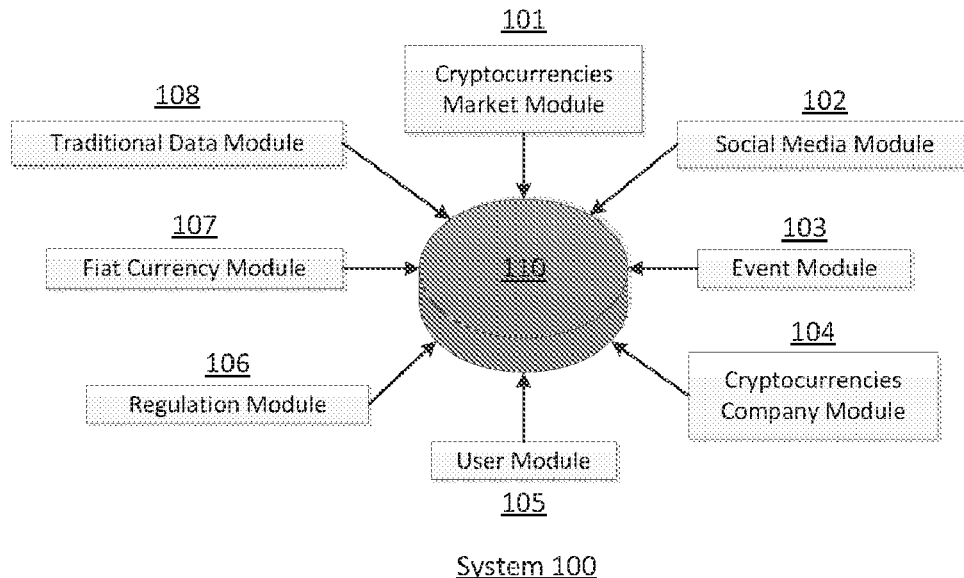 101
Cryptocurrencies
Market Module
108
Traditional Data Module
102
Social Media Module
107
Fiat Currency Module
110
103
Event Module
106
Regulation Module
104
Cryptocurrencies
Company Module
User Module
105
System 100